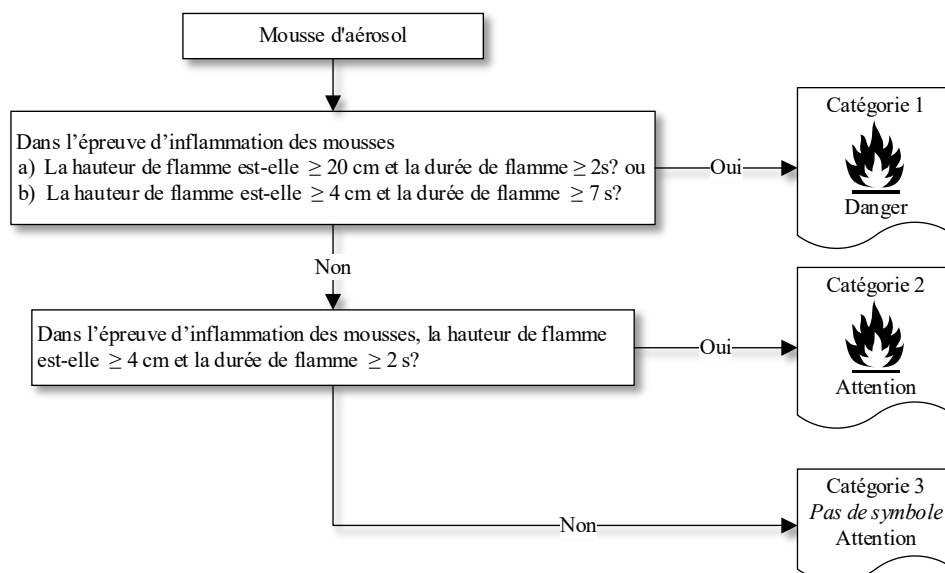 Mousse d'aérosol
Dans l’épreuve d’inflammation des mousses
a) La hauteur de flamme est-elle ≥ 20 cm et la durée de flamme ≥ 2s? ou
b) La hauteur de flamme est-elle ≥ 4 cm et la durée de flamme ≥ 7 s?
Oui
Catégorie 1
Danger
Non
Dans l’épreuve d’inflammation des mousses, la hauteur de flamme
est-elle ≥ 4 cm et la durée de flamme ≥ 2 s?
Oui
Catégorie 2
Attention
Non
Catégorie 3
Pas de symbole
Attention